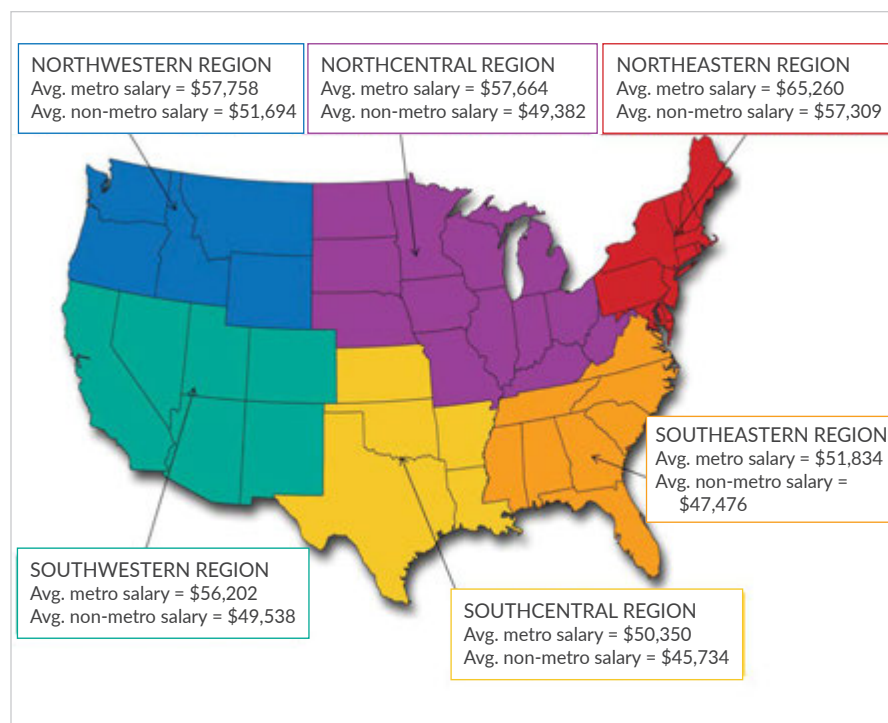 NORTHWESTERN REGION
Avg. metro salary = $57,758
Avg. non-metro salary = $51,694
NORTHCENTRAL REGION
Avg. metro salary = $57,664
Avg. non-metro salary = $49,382
NORTHEASTERN REGION
Avg. metro salary = $65,260
Avg. non-metro salary = $57,309
SOUTHEASTERN REGION
Avg. metro salary = $51,834
Avg. non-metro salary =
$47,476
SOUTHWESTERN REGION
Avg. metro salary = $56,202
Avg. non-metro salary = $49,538
SOUTHCENTRAL REGION
Avg. metro salary = $50,350
Avg. non-metro salary = $45,734